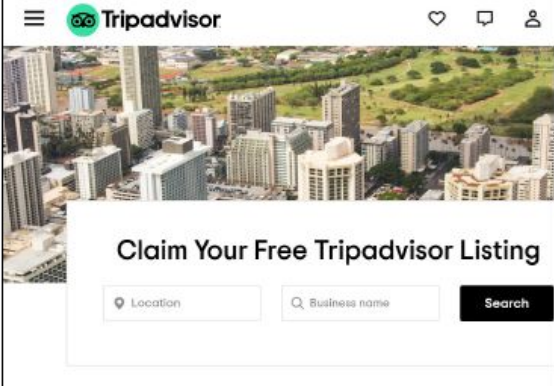 Tripadvisor
Claim Your Free Tripadvisor Listing
Location
Business name
Search